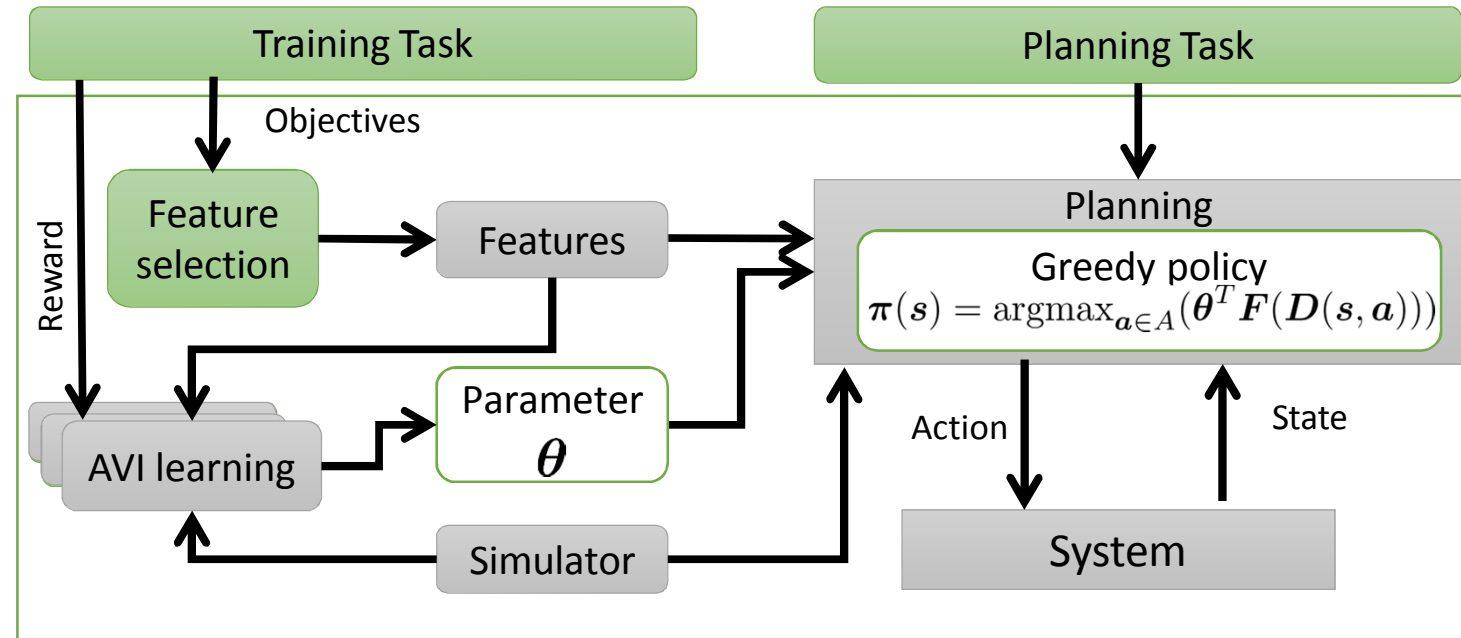 Training Task
Planning Task
Objectives
Reward
Feature
selection
Features
Planning
Greedy policy
π(s) = argmax_{a∈A}(θ^T F(D(s, a)))
Parameter
θ
AVI learning
Action
State
Simulator
System